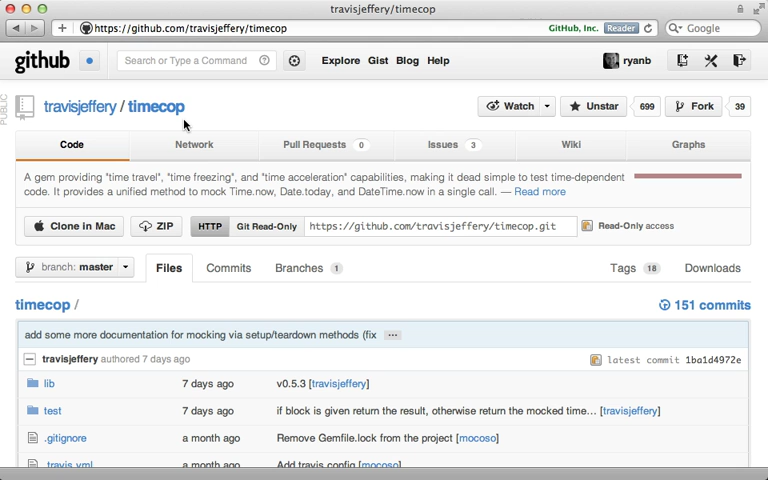 travisjeffery/timecop
https://github.com/travisjeffery/timecop
GitHub, Inc.
Reader
Google
github
Search or Type a Command
Explore Gist Blog Help
ryanb
PUBLIC
travisjeffery / timecop
Watch
Unstar 699
Fork 39
Code
Network
Pull Requests 0
Issues 3
Wiki
Graphs
A gem providing "time travel", "time freezing", and "time acceleration" capabilities, making it dead simple to test time-dependent
code. It provides a unified method to mock Time.now, Date.today, and DateTime.now in a single call. — Read more
Clone in Mac
ZIP
HTTP
Git Read-Only
https://github.com/travisjeffery/timecop.git
Read-Only access
branch: master
Files
Commits
Branches 1
Tags 18
Downloads
timecop /
151 commits
add some more documentation for mocking via setup/teardown methods (fix ...
travisjeffery authored 7 days ago
latest commit 1ba1d4972e
lib 7 days ago v0.5.3 [travisjeffery]
test 7 days ago if block is given return the result, otherwise return the mocked time… [travisjeffery]
.gitignore a month ago Remove Gemfile.lock from the project [mocoso]
.travis.yml a month ago Add travis config [mocoso]